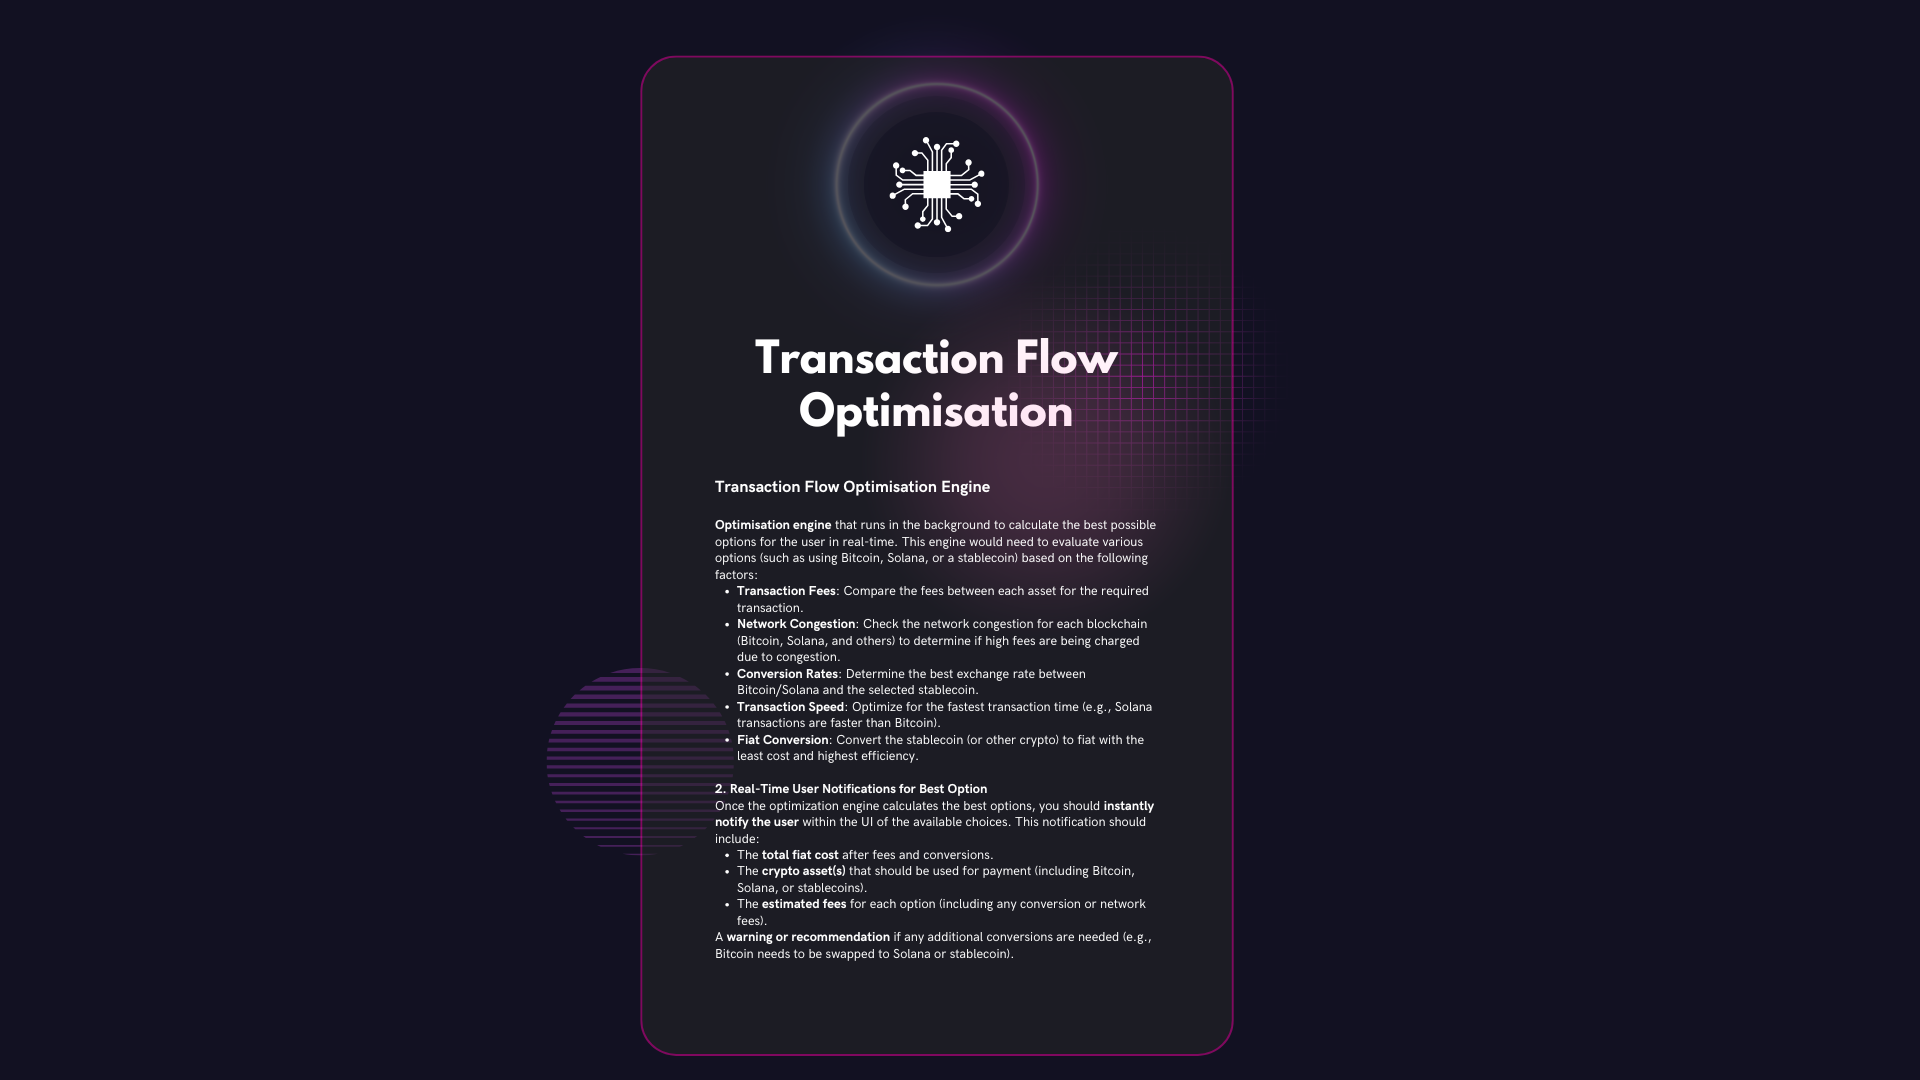 Transaction Flow
Optimisation
Transaction Flow Optimisation Engine
Optimisation engine that runs in the background to calculate the best possible
options for the user in real-time. This engine would need to evaluate various
options (such as using Bitcoin, Solana, or a stablecoin) based on the following
factors:
• Transaction Fees: Compare the fees between each asset for the required
transaction.
• Network Congestion: Check the network congestion for each blockchain
(Bitcoin, Solana, and others) to determine if high fees are being charged
due to congestion.
• Conversion Rates: Determine the best exchange rate between
Bitcoin/Solana and the selected stablecoin.
• Transaction Speed: Optimize for the fastest transaction time (e.g., Solana
transactions are faster than Bitcoin).
• Fiat Conversion: Convert the stablecoin (or other crypto) to fiat with the
least cost and highest efficiency.
2. Real-Time User Notifications for Best Option
Once the optimization engine calculates the best options, you should instantly
notify the user within the UI of the available choices. This notification should
include:
• The total fiat cost after fees and conversions.
• The crypto asset(s) that should be used for payment (including Bitcoin,
Solana, or stablecoins).
• The estimated fees for each option (including any conversion or network
fees).
A warning or recommendation if any additional conversions are needed (e.g.,
Bitcoin needs to be swapped to Solana or stablecoin).